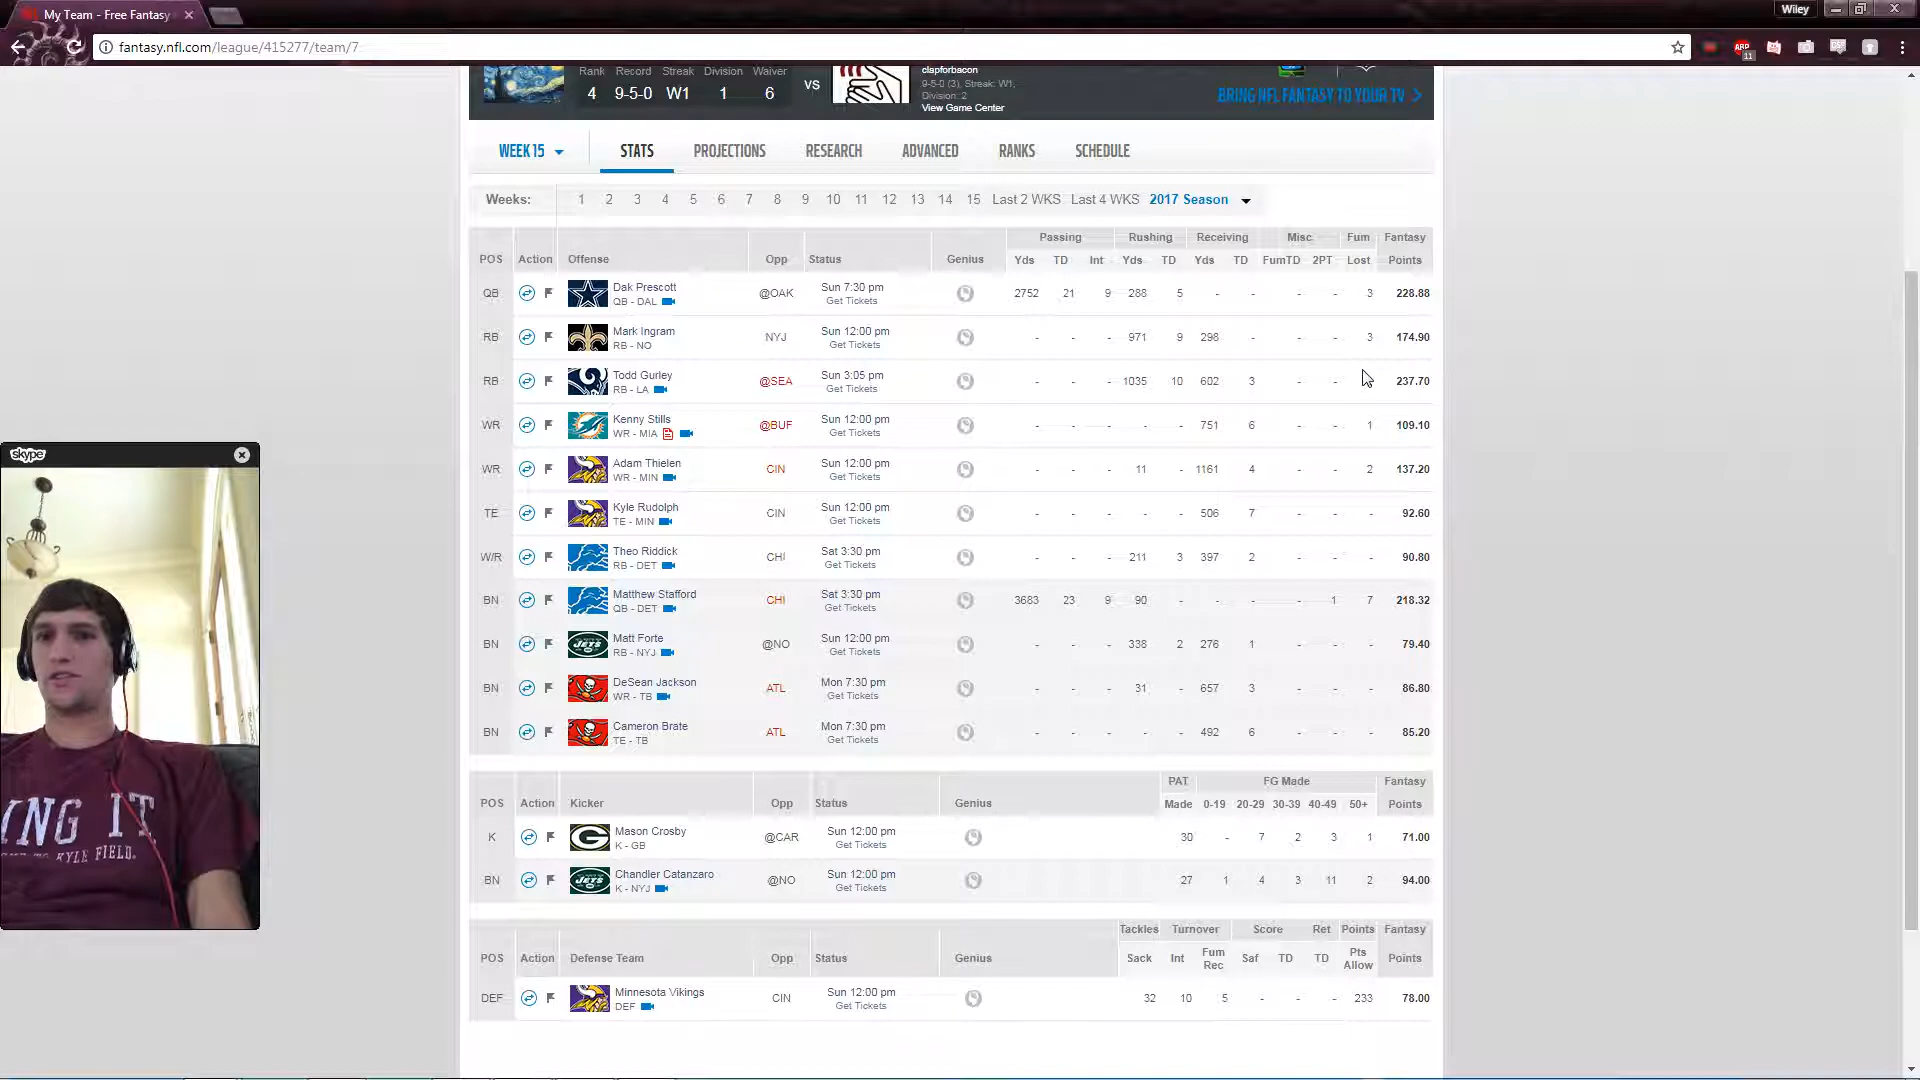 My Team - Free Fantasy
Wiley
fantasy.nfl.com/league/415277/team/7
ABP
11
Rank Record Streak Division Waiver
4 9-5-0 W1 1 6
VS
clapforbacon
9-5-0 (3), Streak: W1,
Division: 2
View Game Center
BRING NFL FANTASY TO YOUR TV >
WEEK 15 STATS PROJECTIONS RESEARCH ADVANCED RANKS SCHEDULE
Weeks: 1 2 3 4 5 6 7 8 9 10 11 12 13 14 15 Last 2 WKS Last 4 WKS 2017 Season
Passing Rushing Receiving Misc Fum Fantasy
POS Action Offense Opp Status Genius Yds TD Int Yds TD Yds TD FumTD 2PT Lost Points
QB Dak Prescott @OAK Sun 7:30 pm 2752 21 9 288 5 - - - - 3 228.88
QB - DAL Get Tickets
RB Mark Ingram NYJ Sun 12:00 pm - - - 971 9 298 - - - 3 174.90
RB - NO Get Tickets
RB Todd Gurley @SEA Sun 3:05 pm - - - 1035 10 602 3 - - 237.70
RB - LA Get Tickets
WR Kenny Stills @BUF Sun 12:00 pm - - - - - 751 6 - - 1 109.10
WR - MIA Get Tickets
WR Adam Thielen CIN Sun 12:00 pm - - - 11 - 1161 4 - - 2 137.20
WR - MIN Get Tickets
TE Kyle Rudolph CIN Sun 12:00 pm - - - - - 506 7 - - - 92.60
TE - MIN Get Tickets
W/R Theo Riddick CHI Sat 3:30 pm - - - 211 3 397 2 - - - 90.80
RB - DET Get Tickets
BN Matthew Stafford CHI Sat 3:30 pm 3683 23 9 90 - - - - 1 7 218.32
QB - DET Get Tickets
BN Matt Forte @NO Sun 12:00 pm - - - 338 2 276 1 - - - 79.40
RB - NYJ Get Tickets
BN DeSean Jackson ATL Mon 7:30 pm - - - 31 - 657 3 - - - 86.80
WR - TB Get Tickets
BN Cameron Brate ATL Mon 7:30 pm - - - - - 492 6 - - - 85.20
TE - TB Get Tickets
PAT FG Made Fantasy
POS Action Kicker Opp Status Genius Made 0-19 20-29 30-39 40-49 50+ Points
K Mason Crosby @CAR Sun 12:00 pm 30 - 7 2 3 1 71.00
K - GB Get Tickets
BN Chandler Catanzaro @NO Sun 12:00 pm 27 1 4 3 11 2 94.00
K - NYJ Get Tickets
Tackles Turnover Score Ret Points Fantasy
POS Action Defense Team Opp Status Genius Sack Int Fum Rec Saf TD TD Pts Allow Points
DEF Minnesota Vikings CIN Sun 12:00 pm 32 10 5 - - - 233 78.00
DEF Get Tickets
skype
ING IT
KYLE FIELD.
JETS
JETS